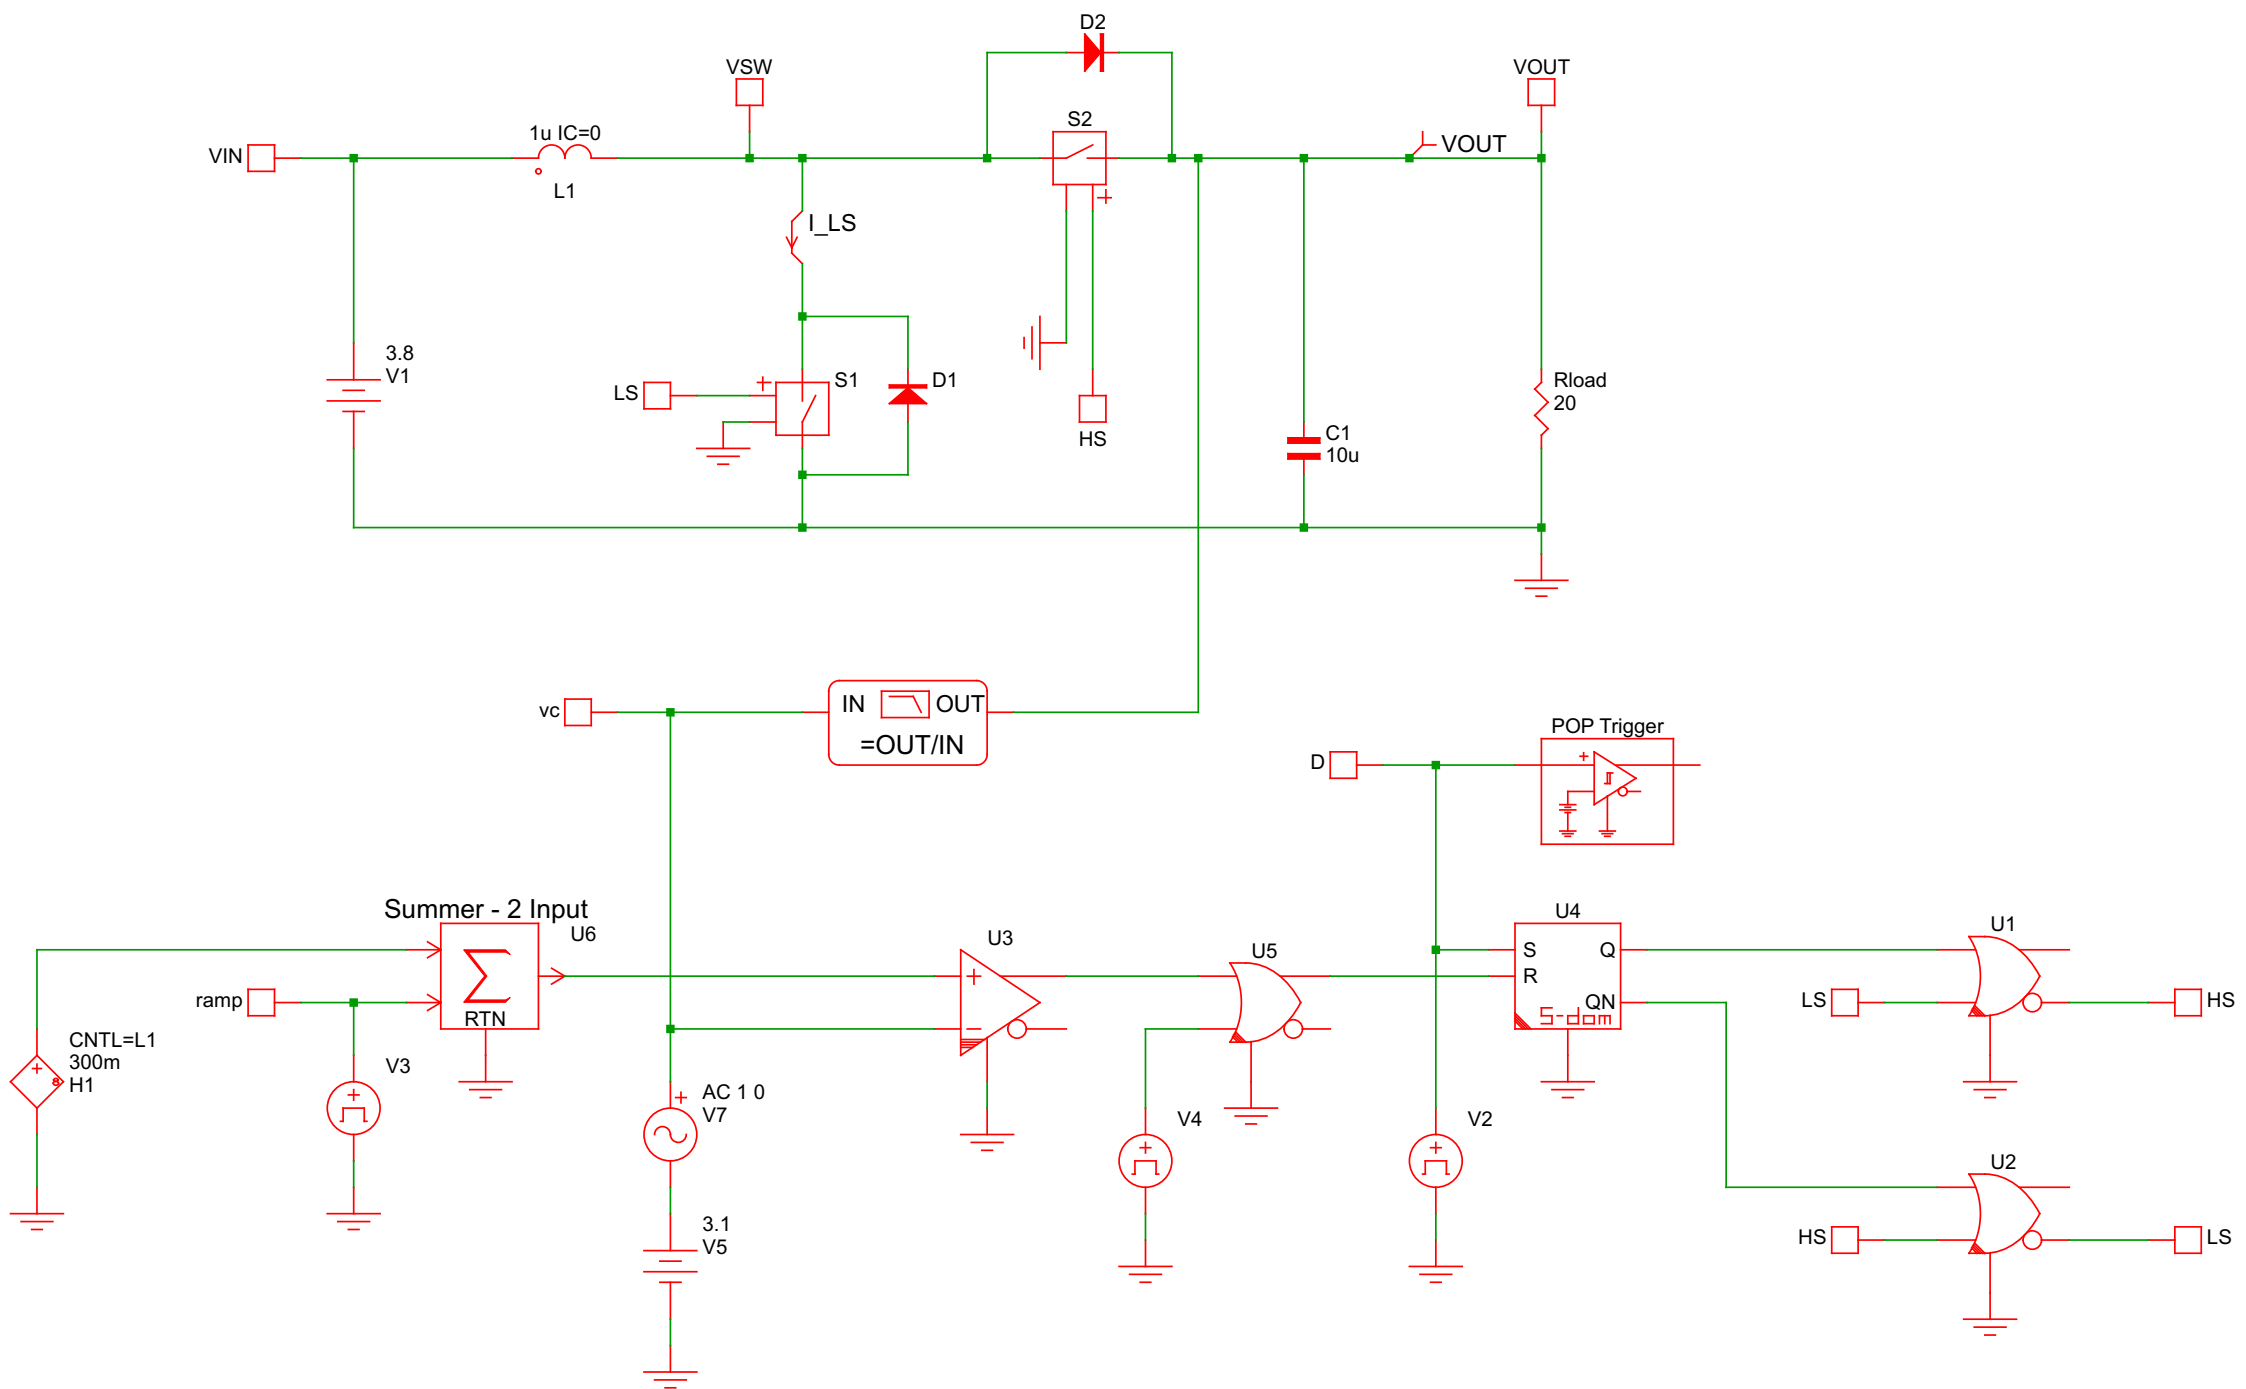 D2
VSW
VOUT
1u IC=0
S2
VIN
VOUT
L1
I_LS
3.8
V1
LS
S1
D1
Rload
20
HS
C1
10u
vc
IN
OUT
=OUT/IN
POP Trigger
D
Summer - 2 Input
U6
U3
U5
U4
S
Q
R
QN
S-dom
U1
ramp
RTN
LS
HS
CNTL=L1
300m
H1
V3
AC 1 0
V7
V4
V2
U2
3.1
V5
HS
LS